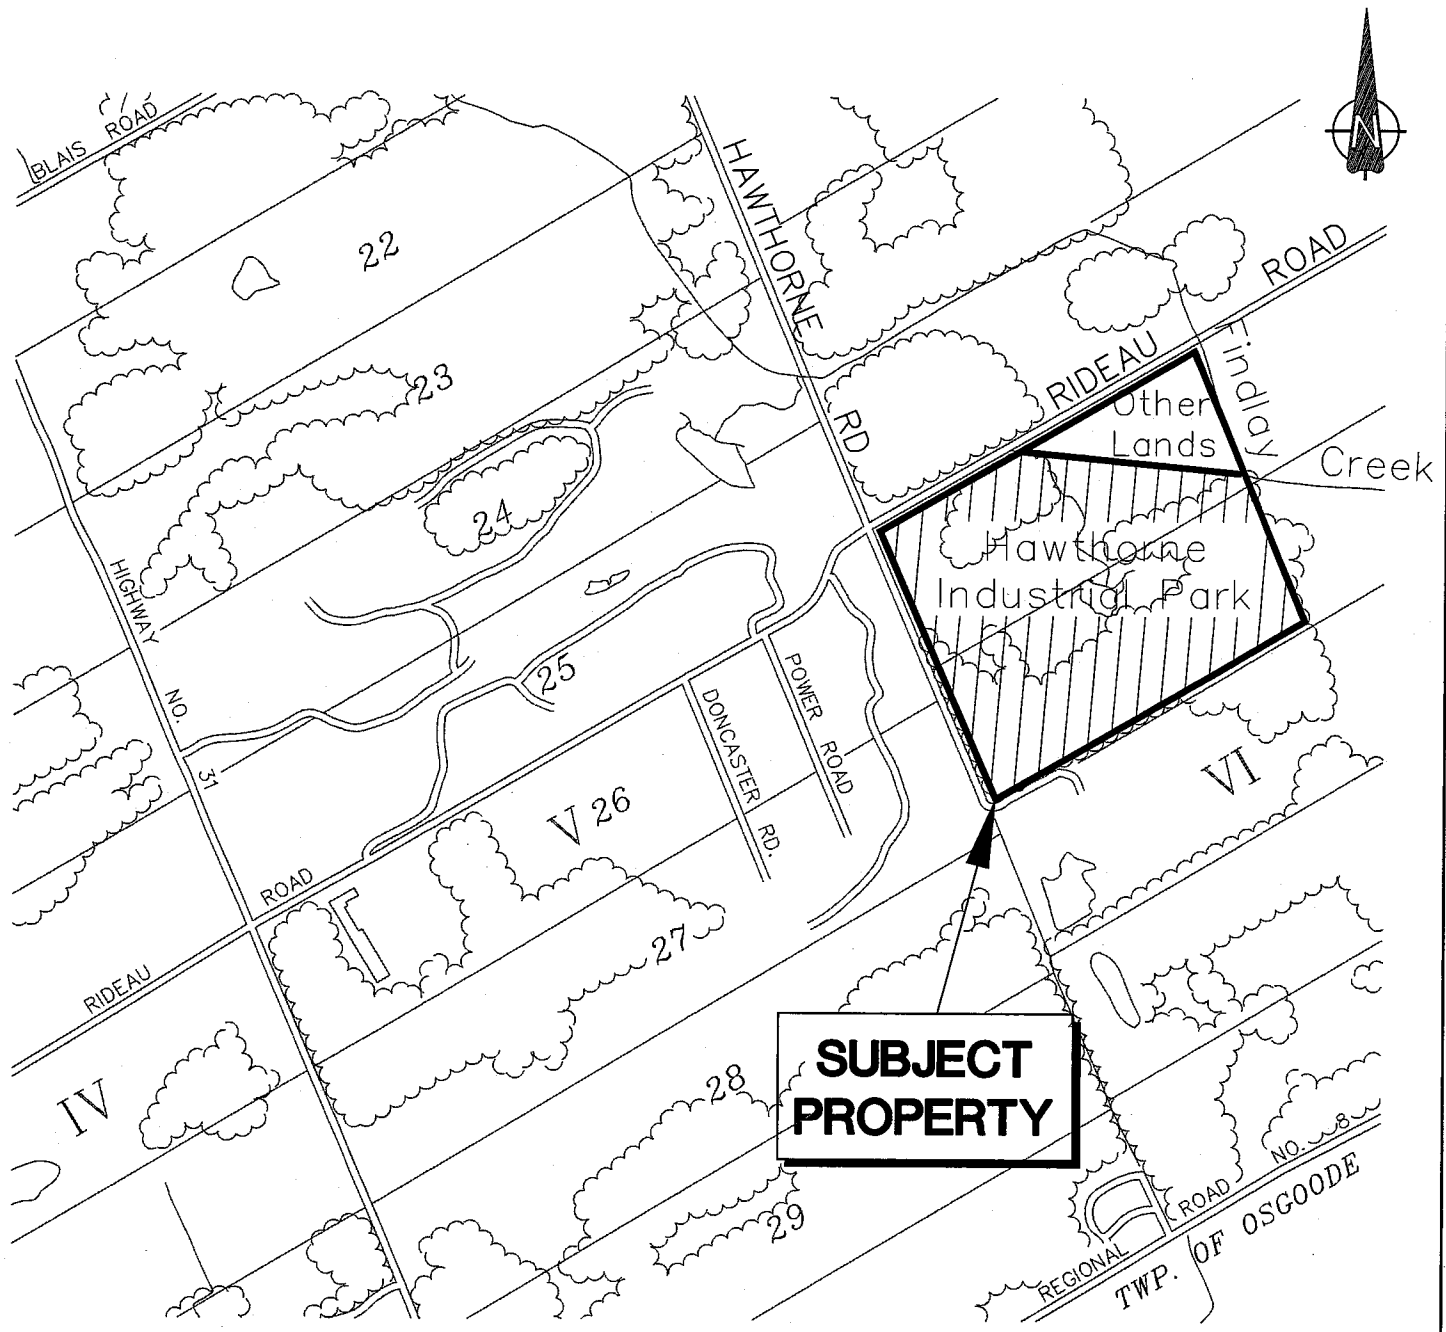 N
BLAIS ROAD
HAWTHORNE
RD
22
23
24
25
V 26
27
28
29
IV
VI
RIDEAU ROAD
Findlay
Creek
Other
Lands
Hawthorne
Industrial Park
HIGHWAY NO. 31
POWER ROAD
DONCASTER RD.
RIDEAU ROAD
SUBJECT
PROPERTY
REGIONAL ROAD NO. 8
TWP. OF OSGOODE